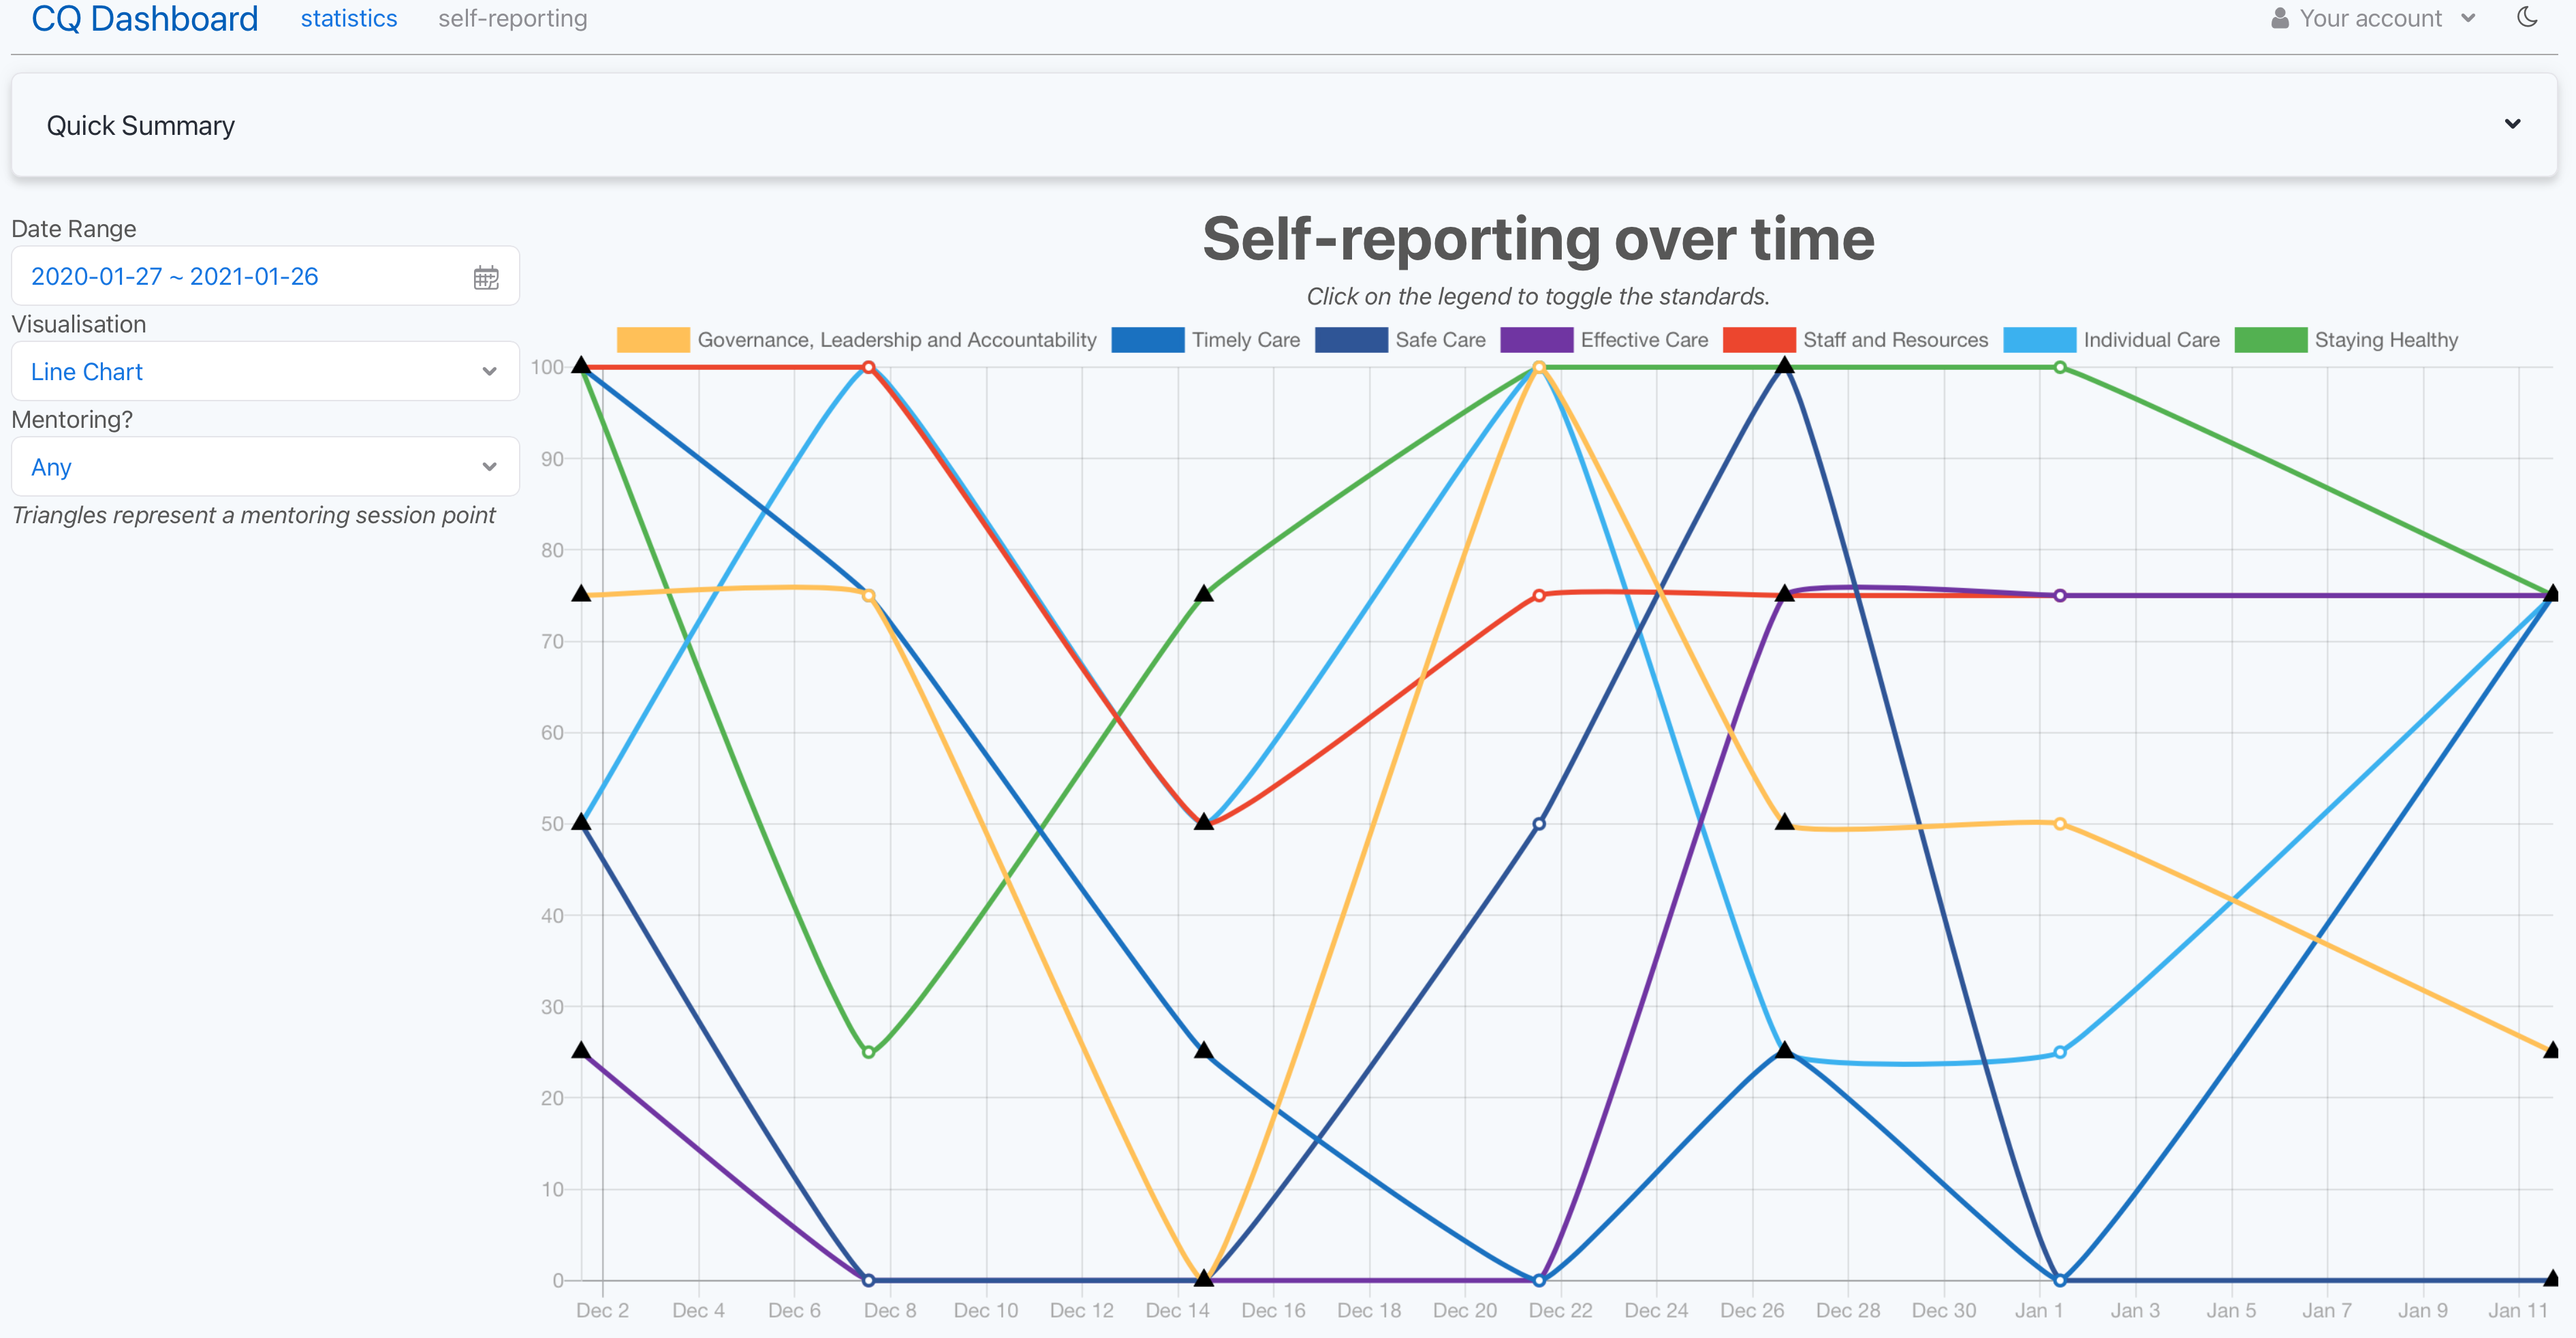 CQ Dashboard statistics self-reporting Your account
Quick Summary
Date Range
2020-01-27 ~ 2021-01-26
Visualisation
Line Chart
Mentoring?
Any
Triangles represent a mentoring session point
Self-reporting over time
Click on the legend to toggle the standards.
Governance, Leadership and Accountability Timely Care Safe Care Effective Care Staff and Resources Individual Care Staying Healthy
100
90
80
70
60
50
40
30
20
10
0
Dec 2 Dec 4 Dec 6 Dec 8 Dec 10 Dec 12 Dec 14 Dec 16 Dec 18 Dec 20 Dec 22 Dec 24 Dec 26 Dec 28 Dec 30 Jan 1 Jan 3 Jan 5 Jan 7 Jan 9 Jan 11